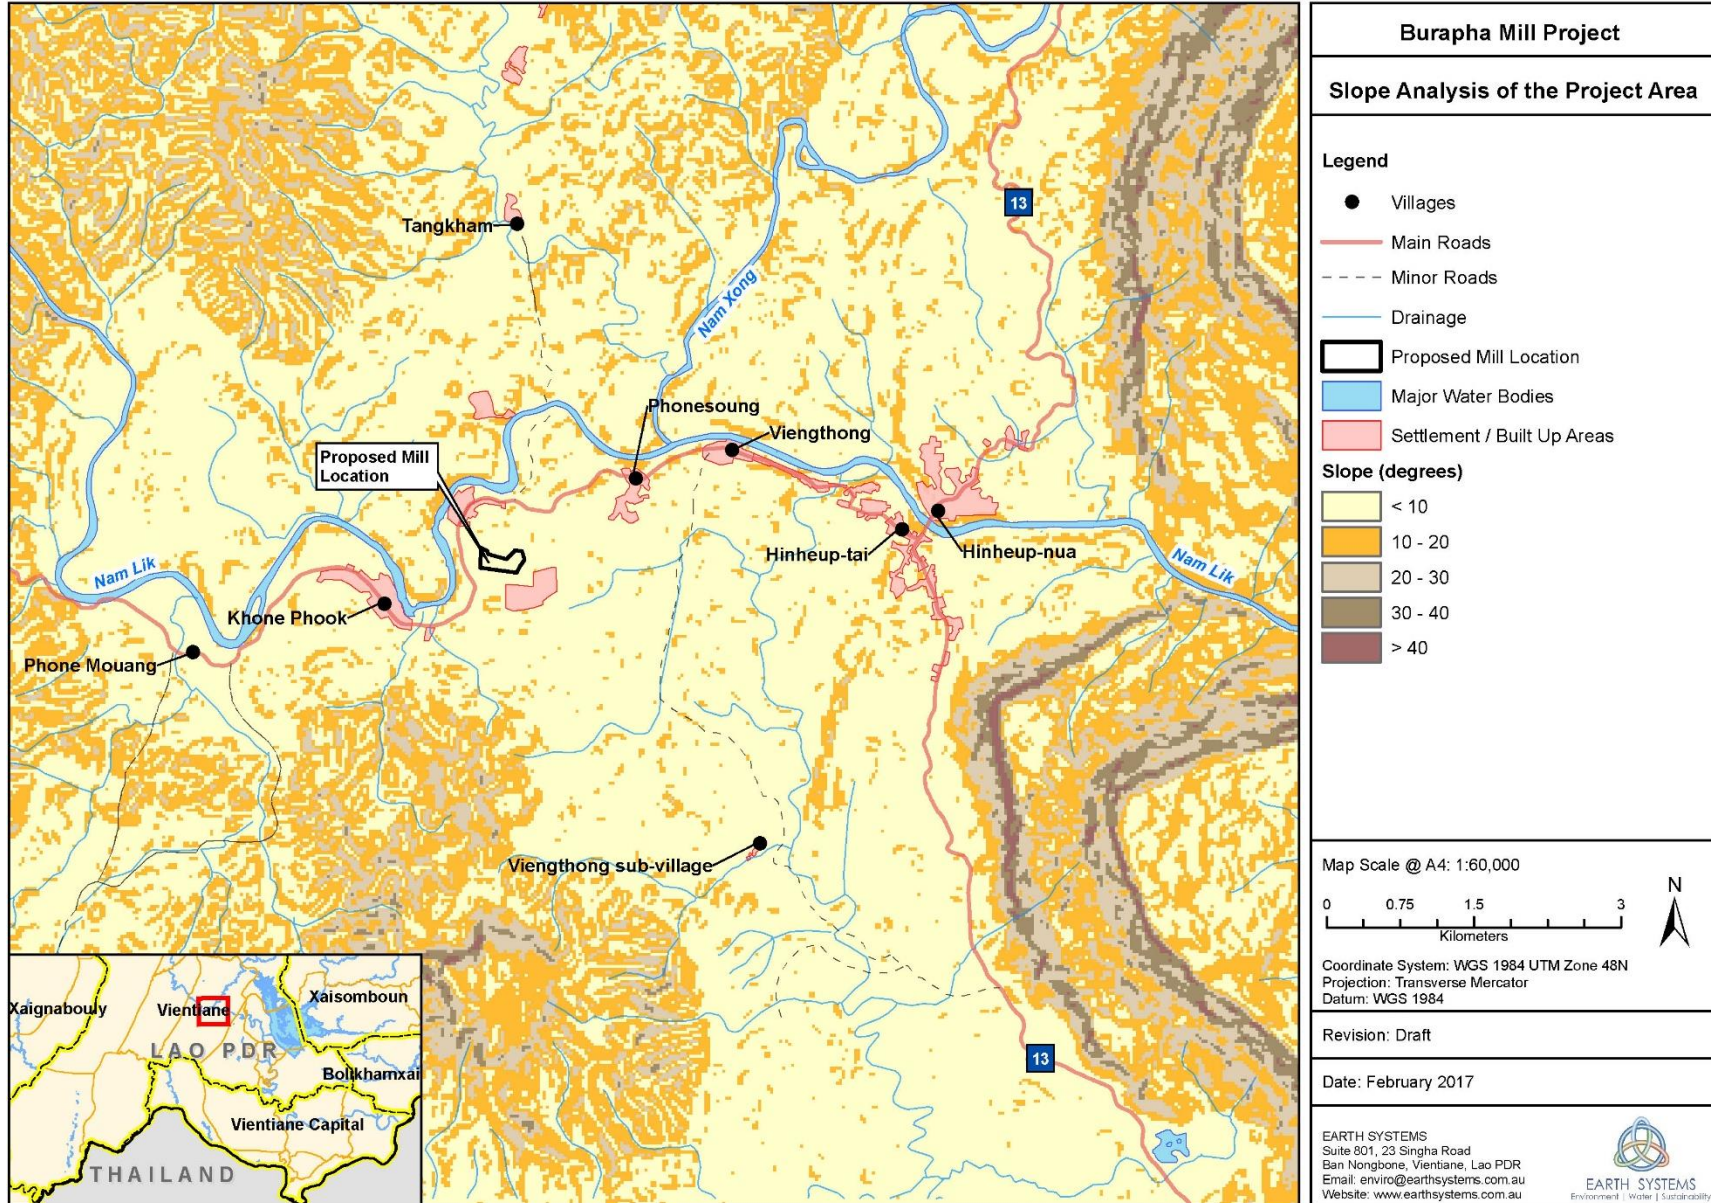 Burapha Mill Project
Slope Analysis of the Project Area
Legend
Villages
Main Roads
Minor Roads
Drainage
Proposed Mill Location
Major Water Bodies
Settlement / Built Up Areas
Slope (degrees)
< 10
10 - 20
20 - 30
30 - 40
> 40
Map Scale @ A4: 1:60,000
N
0 0.75 1.5 3
Kilometers
Coordinate System: WGS 1984 UTM Zone 48N
Projection: Transverse Mercator
Datum: WGS 1984
Revision: Draft
Date: February 2017
EARTH SYSTEMS
Suite 801, 23 Singha Road
Ban Nongbone, Vientiane, Lao PDR
Email: enviro@earthsystems.com.au
Website: www.earthsystems.com.au
EARTH SYSTEMS
Environment | Water | Sustainability
13
Tangkham
Nam Xong
Phonesoung
Viengthong
Proposed Mill
Location
Hinheup-tai
Hinheup-nua
Nam Lik
Nam Lik
Khone Phook
Phone Mouang
Viengthong sub-village
13
Xaignabouly
Vientiane
Xaisomboun
LAO PDR
Bolikhamxai
Vientiane Capital
THAILAND